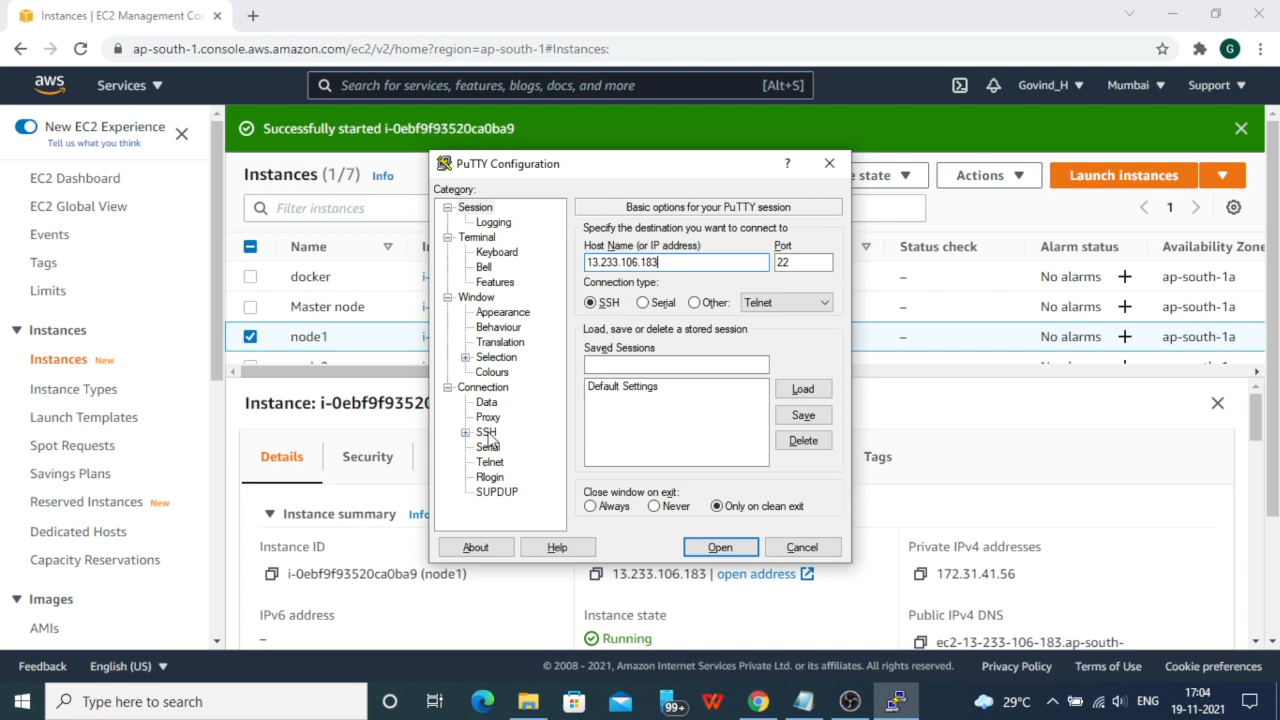 Instances | EC2 Management Cor
ap-south-1.console.aws.amazon.com/ec2/v2/home?region=ap-south-1#Instances:
G
aws
Services
Search for services, features, blogs, docs, and more
[Alt+S]
Govind_H
Mumbai
Support
New EC2 Experience
Tell us what you think
EC2 Dashboard
EC2 Global View
Events
Tags
Limits
Instances
Instances New
Instance Types
Launch Templates
Spot Requests
Savings Plans
Reserved Instances New
Dedicated Hosts
Capacity Reservations
Images
AMIs
Successfully started i-0ebf9f93520ca0ba9
Instances (1/7) Info
e state
Actions
Launch instances
Filter instances
1
Name
Status check
Alarm status
Availability Zone
docker
i-
–
No alarms
ap-south-1a
Master node
i-
–
No alarms
ap-south-1a
node1
i-
–
No alarms
ap-south-1a
Instance: i-0ebf9f9352
Details
Security
Tags
Instance summary Info
Instance ID
i-0ebf9f93520ca0ba9 (node1)
13.233.106.183 | open address
Private IPv4 addresses
172.31.41.56
IPv6 address
–
Instance state
Running
Public IPv4 DNS
ec2-13-233-106-183.ap-south-
PuTTY Configuration
?
Category:
Session
Logging
Terminal
Keyboard
Bell
Features
Window
Appearance
Behaviour
Translation
Selection
Colours
Connection
Data
Proxy
SSH
Serial
Telnet
Rlogin
SUPDUP
Basic options for your PuTTY session
Specify the destination you want to connect to
Host Name (or IP address)
Port
13.233.106.183
22
Connection type:
SSH
Serial
Other:
Telnet
Load, save or delete a stored session
Saved Sessions
Default Settings
Load
Save
Delete
Close window on exit:
Always
Never
Only on clean exit
About
Help
Open
Cancel
Feedback
English (US)
© 2008 - 2021, Amazon Internet Services Private Ltd. or its affiliates. All rights reserved.
Privacy Policy
Terms of Use
Cookie preferences
Type here to search
99+
29°C
ENG
17:04
19-11-2021